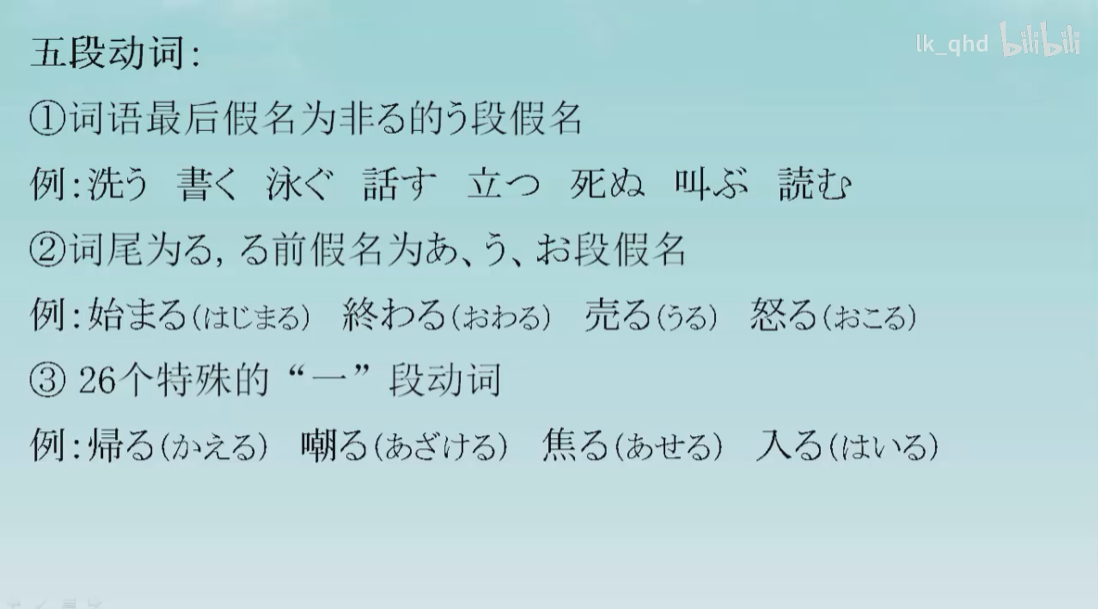 lk_qhd bilibili
五段动词：
①词语最后假名为非る的う段假名
例：洗う 書く 泳ぐ 話す 立つ 死ぬ 叫ぶ 読む
②词尾为る, る前假名为あ、う、お段假名
例：始まる(はじまる) 終わる(おわる) 売る(うる) 怒る(おこる)
③ 26个特殊的“一”段动词
例：帰る(かえる) 嘲る(あざける) 焦る(あせる) 入る(はいる)